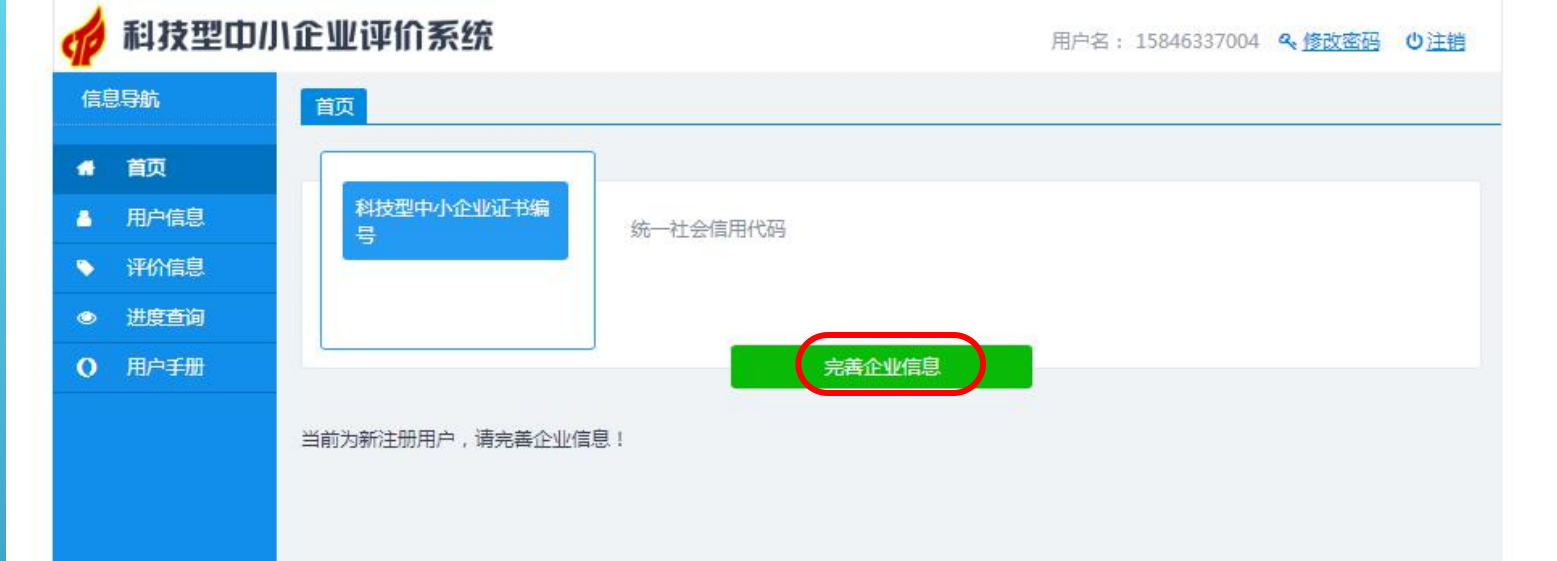 科技型中小企业评价系统
用户名： 15846337004 修改密码 注销
信息导航
首页
用户信息
评价信息
进度查询
用户手册
首页
科技型中小企业证书编
号
统一社会信用代码
完善企业信息
当前为新注册用户，请完善企业信息！